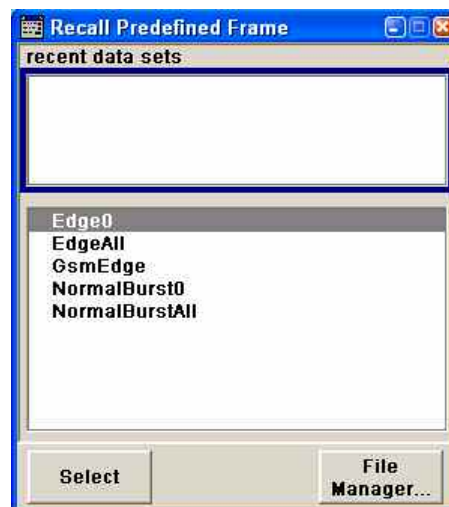 Recall Predefined Frame
recent data sets
Edge0
EdgeAll
GsmEdge
NormalBurst0
NormalBurstAll
Select
File
Manager...